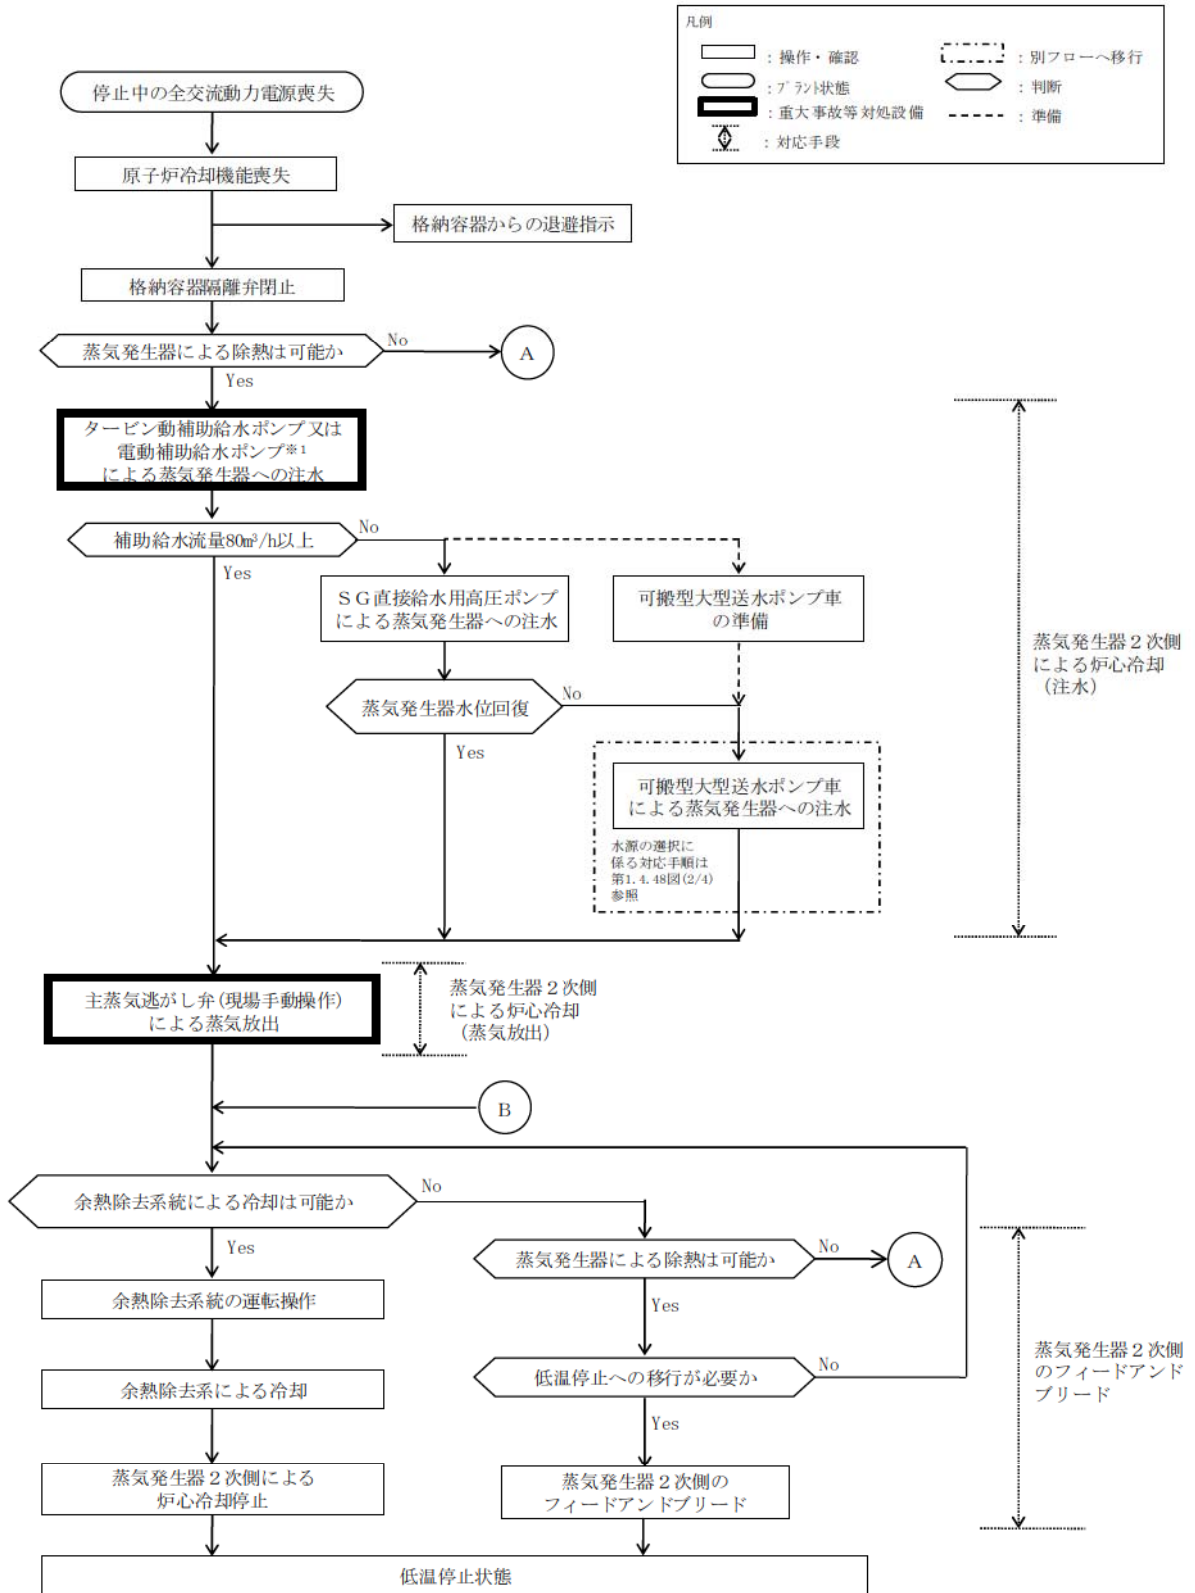 凡例
：操作・確認
：別フローへ移行
：プラント状態
：判断
：重大事故等対処設備
：準備
：対応手段
停止中の全交流動力電源喪失
原子炉冷却機能喪失
格納容器からの退避指示
格納容器隔離弁閉止
蒸気発生器による除熱は可能か
No
A
Yes
タービン動補助給水ポンプ又は
電動補助給水ポンプ※1
による蒸気発生器への注水
補助給水流量80m³/h以上
No
Yes
ＳＧ直接給水用高圧ポンプ
による蒸気発生器への注水
可搬型大型送水ポンプ車
の準備
蒸気発生器２次側
による炉心冷却
（注水）
蒸気発生器水位回復
No
Yes
可搬型大型送水ポンプ車
による蒸気発生器への注水
水源の選択に
係る対応手順は
第1.4.48図(2/4)
参照
主蒸気逃がし弁(現場手動操作)
による蒸気放出
蒸気発生器２次側
による炉心冷却
（蒸気放出）
B
余熱除去系統による冷却は可能か
No
Yes
蒸気発生器による除熱は可能か
No
A
Yes
余熱除去系統の運転操作
低温停止への移行が必要か
No
Yes
蒸気発生器２次側
のフィードアンド
ブリード
余熱除去系による冷却
蒸気発生器２次側による
炉心冷却停止
蒸気発生器２次側の
フィードアンドブリード
低温停止状態